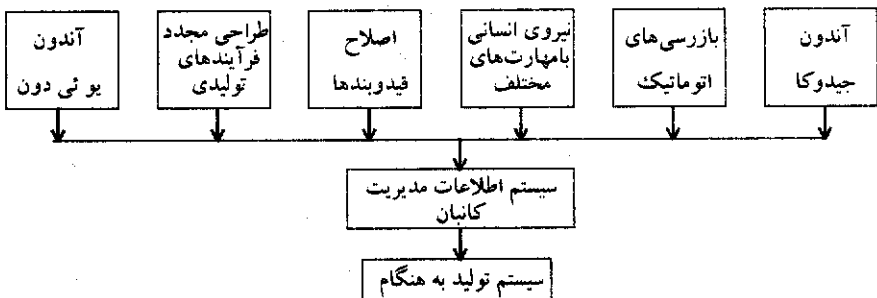 آندون
جیدوکا
بازرسی‌های
اتوماتیک
نیروی انسانی
بامهارت‌های
مختلف
اصلاح
قیدوبندها
طراحی مجدد
فرآیندهای
تولیدی
آندون
یو ئی دون
سیستم اطلاعات مدیریت
کانبان
سیستم تولید به هنگام